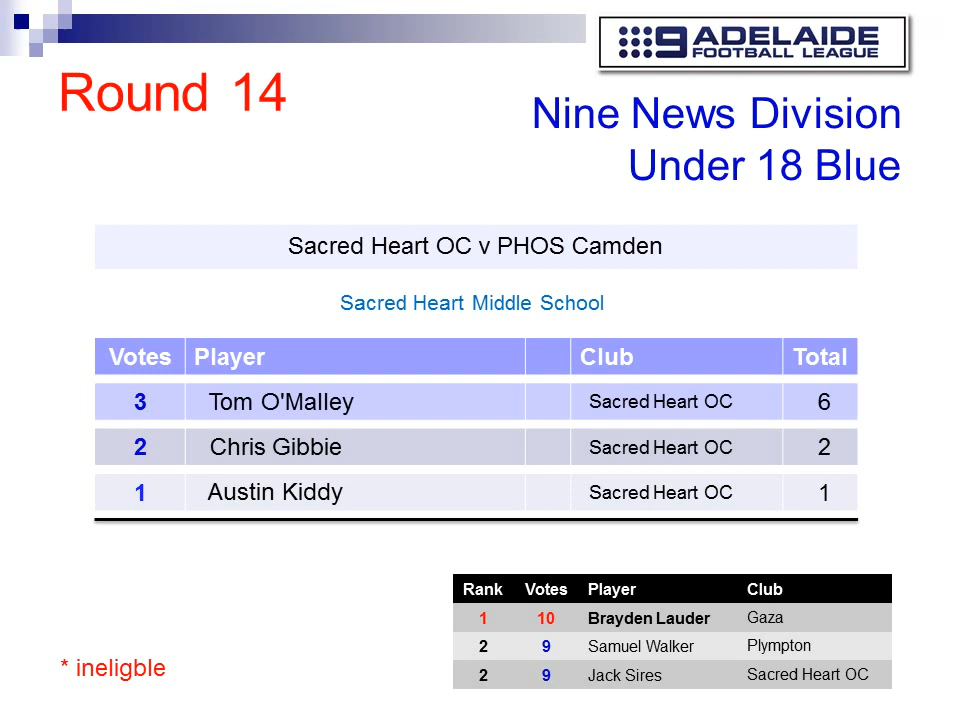 9 ADELAIDE
FOOTBALL LEAGUE
Round 14
Nine News Division
Under 18 Blue
Sacred Heart OC v PHOS Camden
Sacred Heart Middle School
Votes Player Club Total
3 Tom O'Malley Sacred Heart OC 6
2 Chris Gibbie Sacred Heart OC 2
1 Austin Kiddy Sacred Heart OC 1
Rank Votes Player Club
1 10 Brayden Lauder Gaza
2 9 Samuel Walker Plympton
2 9 Jack Sires Sacred Heart OC
* ineligble